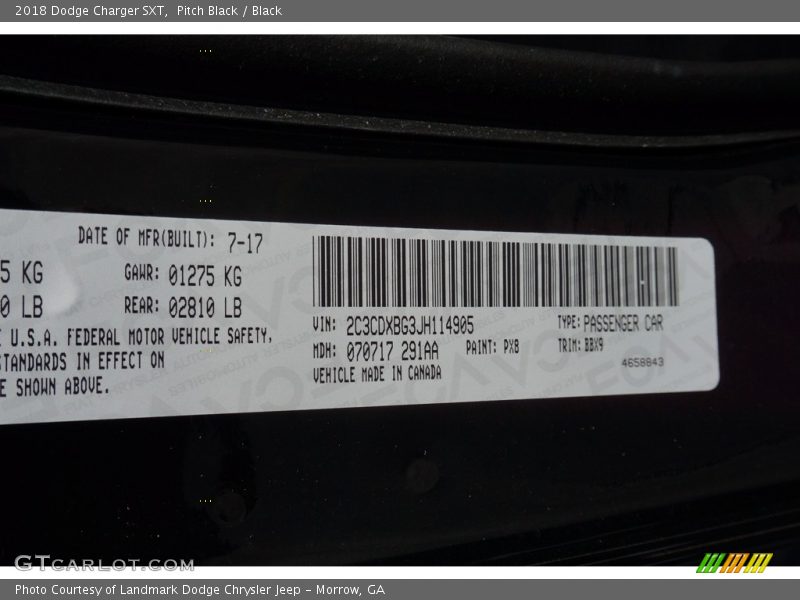 2018 Dodge Charger SXT,  Pitch Black / Black
DATE OF MFR(BUILT): 7-17
5 KG GAWR: 01275 KG
0 LB REAR: 02810 LB
E U.S.A. FEDERAL MOTOR VEHICLE SAFETY,
STANDARDS IN EFFECT ON
E SHOWN ABOVE.
VIN: 2C3CDXBG3JH114905 TYPE: PASSENGER CAR
MDH: 070717 291AA PAINT: PX8 TRIM: BBX9
VEHICLE MADE IN CANADA 4658843
GTcarlot.com
Photo Courtesy of Landmark Dodge Chrysler Jeep – Morrow, GA